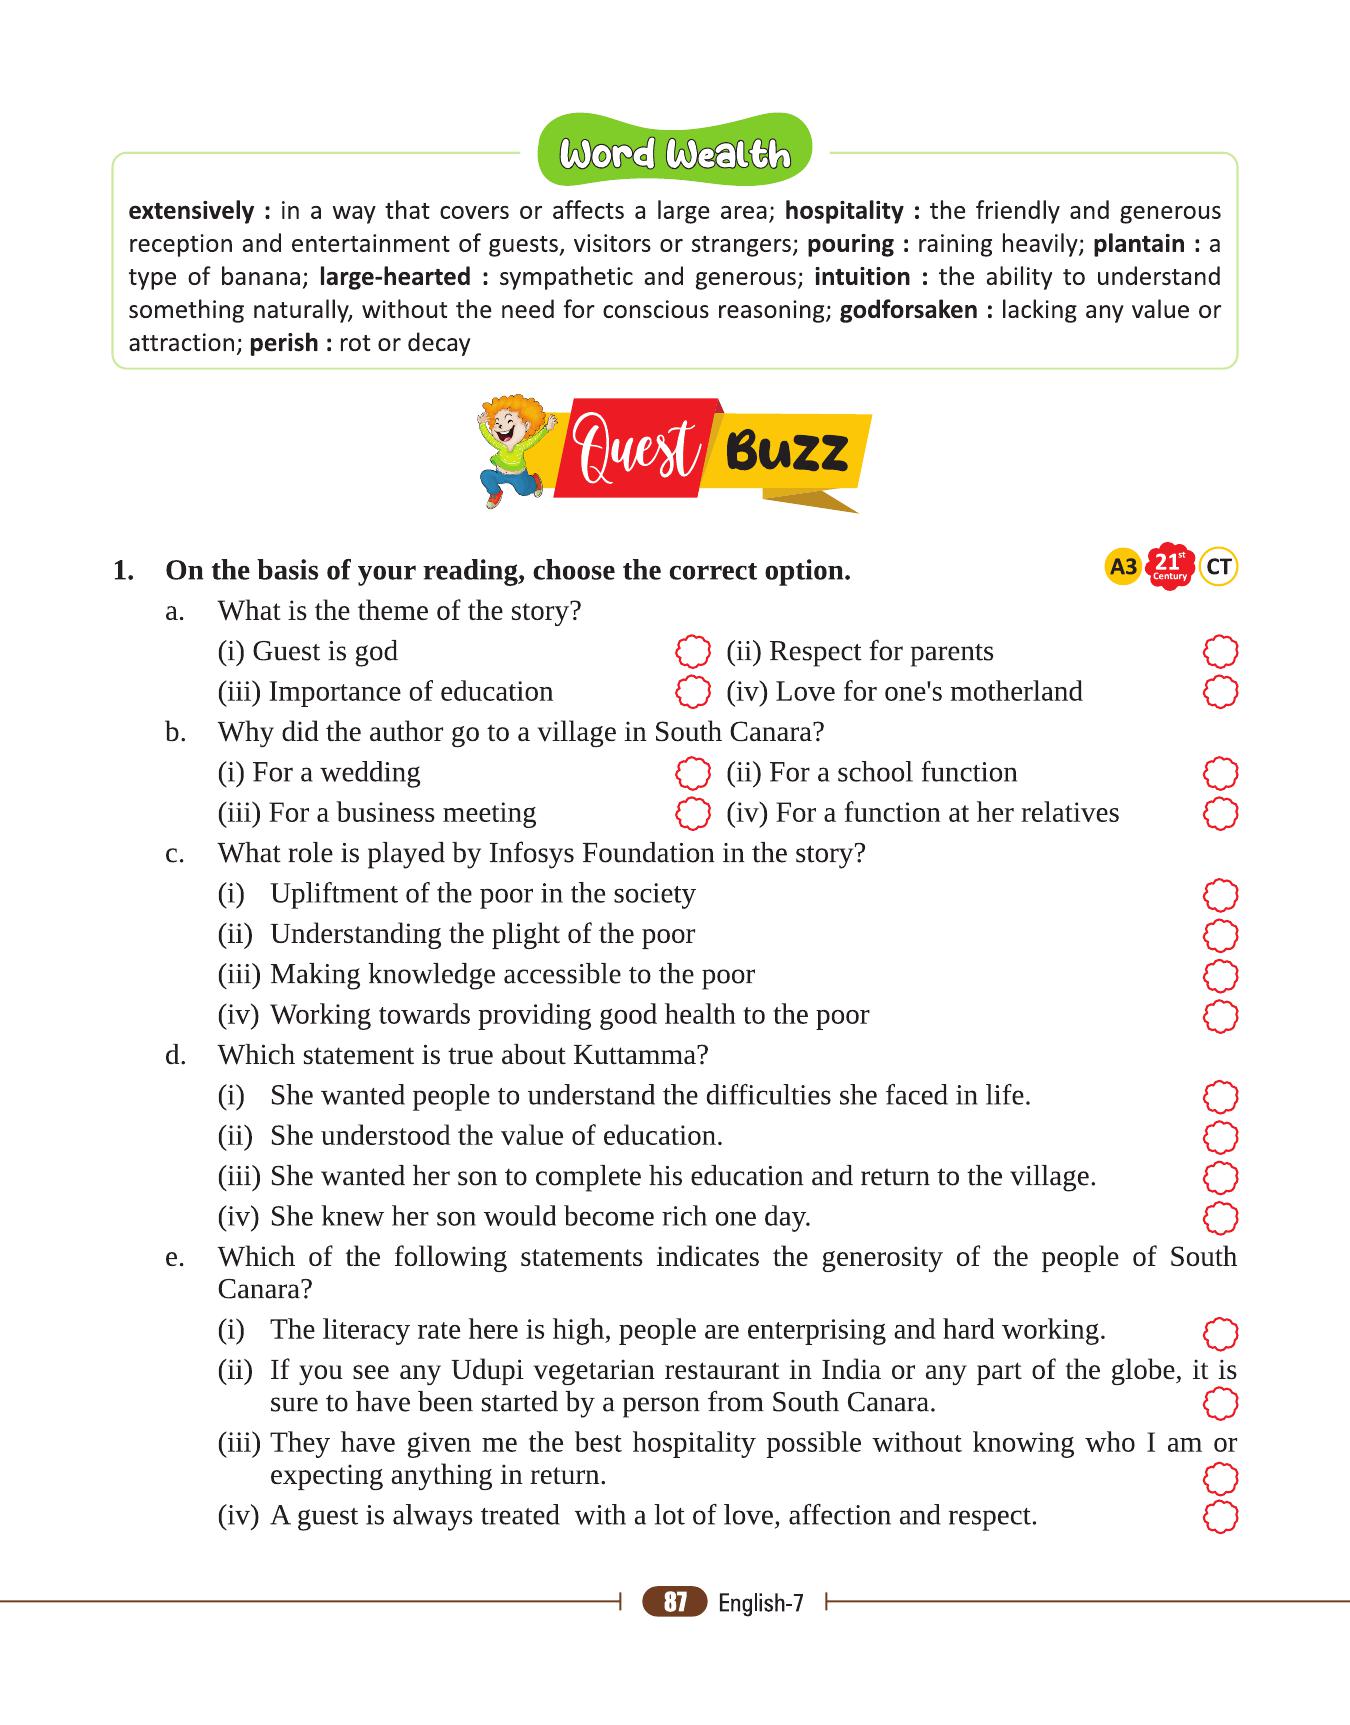 Word Wealth
extensively : in a way that covers or affects a large area; hospitality : the friendly and generous
reception and entertainment of guests, visitors or strangers; pouring : raining heavily; plantain : a
type of banana; large-hearted : sympathetic and generous; intuition : the ability to understand
something naturally, without the need for conscious reasoning; godforsaken : lacking any value or
attraction; perish : rot or decay
Quest Buzz
1. On the basis of your reading, choose the correct option. A3 21st Century CT
a. What is the theme of the story?
(i) Guest is god (ii) Respect for parents
(iii) Importance of education (iv) Love for one's motherland
b. Why did the author go to a village in South Canara?
(i) For a wedding (ii) For a school function
(iii) For a business meeting (iv) For a function at her relatives
c. What role is played by Infosys Foundation in the story?
(i) Upliftment of the poor in the society
(ii) Understanding the plight of the poor
(iii) Making knowledge accessible to the poor
(iv) Working towards providing good health to the poor
d. Which statement is true about Kuttamma?
(i) She wanted people to understand the difficulties she faced in life.
(ii) She understood the value of education.
(iii) She wanted her son to complete his education and return to the village.
(iv) She knew her son would become rich one day.
e. Which of the following statements indicates the generosity of the people of South
Canara?
(i) The literacy rate here is high, people are enterprising and hard working.
(ii) If you see any Udupi vegetarian restaurant in India or any part of the globe, it is
sure to have been started by a person from South Canara.
(iii) They have given me the best hospitality possible without knowing who I am or
expecting anything in return.
(iv) A guest is always treated with a lot of love, affection and respect.
87 English-7